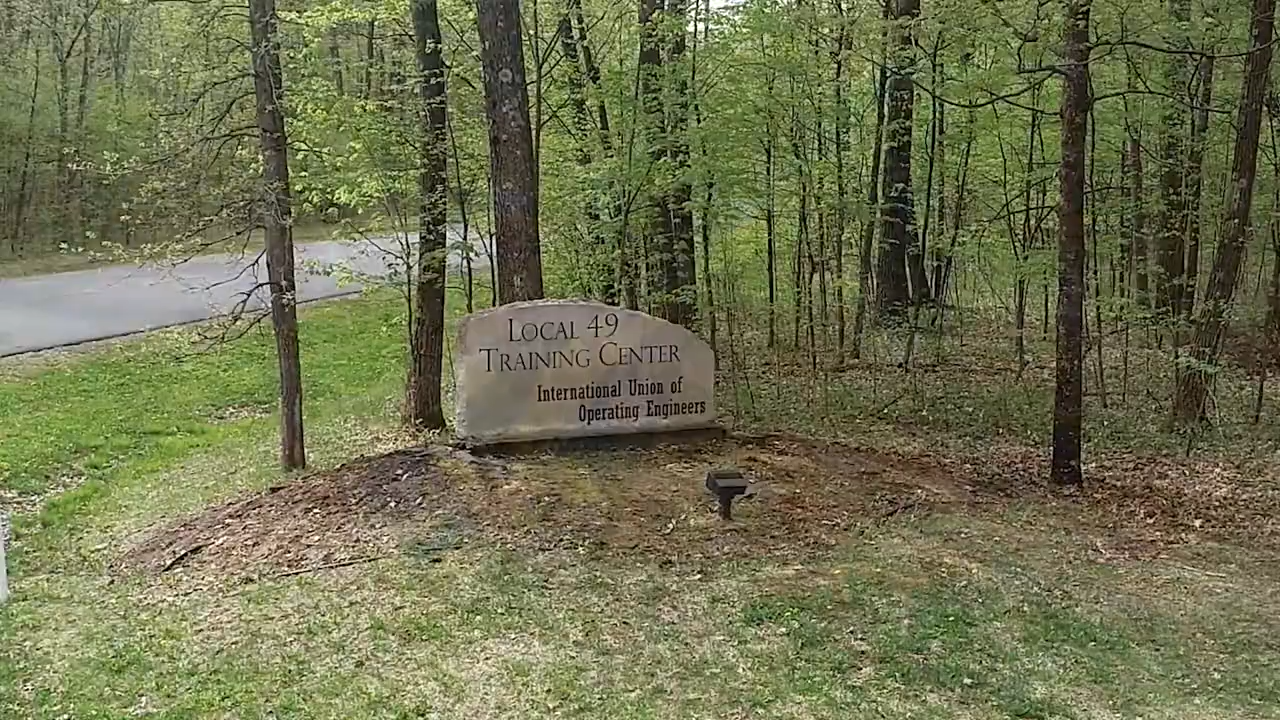 Local 49
Training Center
International Union of
Operating Engineers